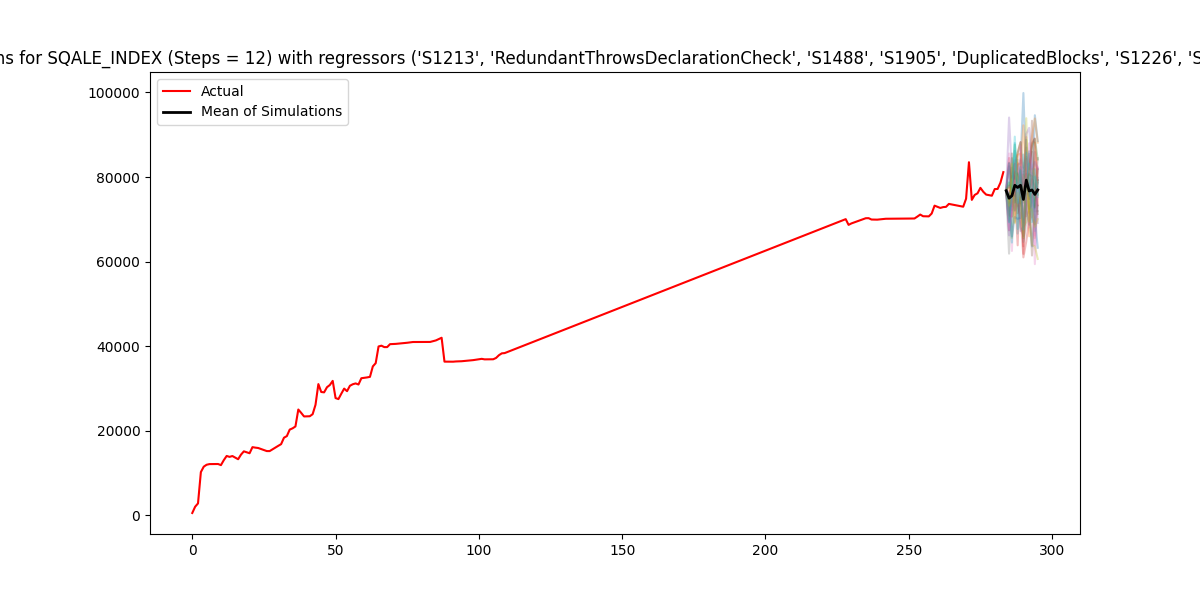 for SQALE_INDEX (Steps = 12) with regressors ('S1213', 'RedundantThrowsDeclarationCheck', 'S1488', 'S1905', 'DuplicatedBlocks', 'S1226',
Actual
Mean of Simulations
100000
80000
60000
40000
20000
0
0 50 100 150 200 250 300